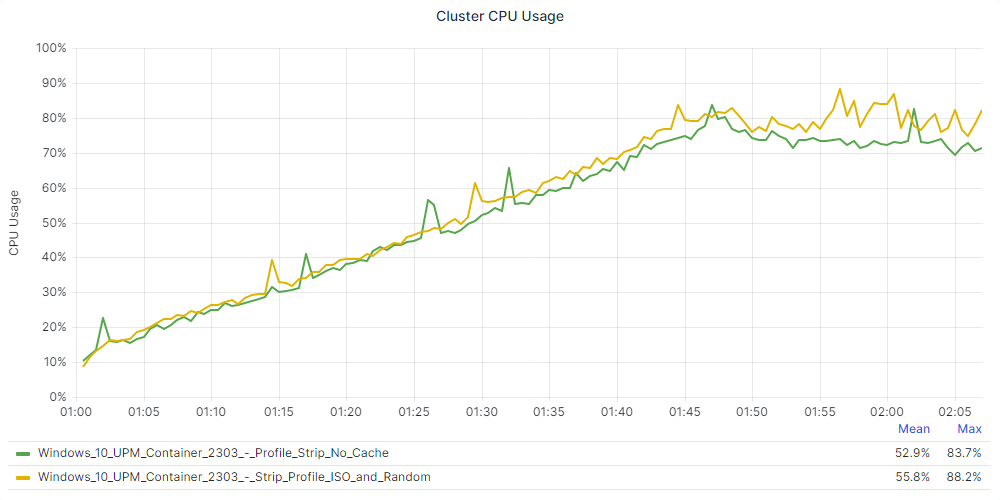 Cluster CPU Usage
100%
90%
80%
70%
60%
50%
40%
30%
20%
10%
0%
CPU Usage
01:00 01:05 01:10 01:15 01:20 01:25 01:30 01:35 01:40 01:45 01:50 01:55 02:00 02:05
Mean Max
Windows_10_UPM_Container_2303_-_Profile_Strip_No_Cache 52.9% 83.7%
Windows_10_UPM_Container_2303_-_Strip_Profile_ISO_and_Random 55.8% 88.2%